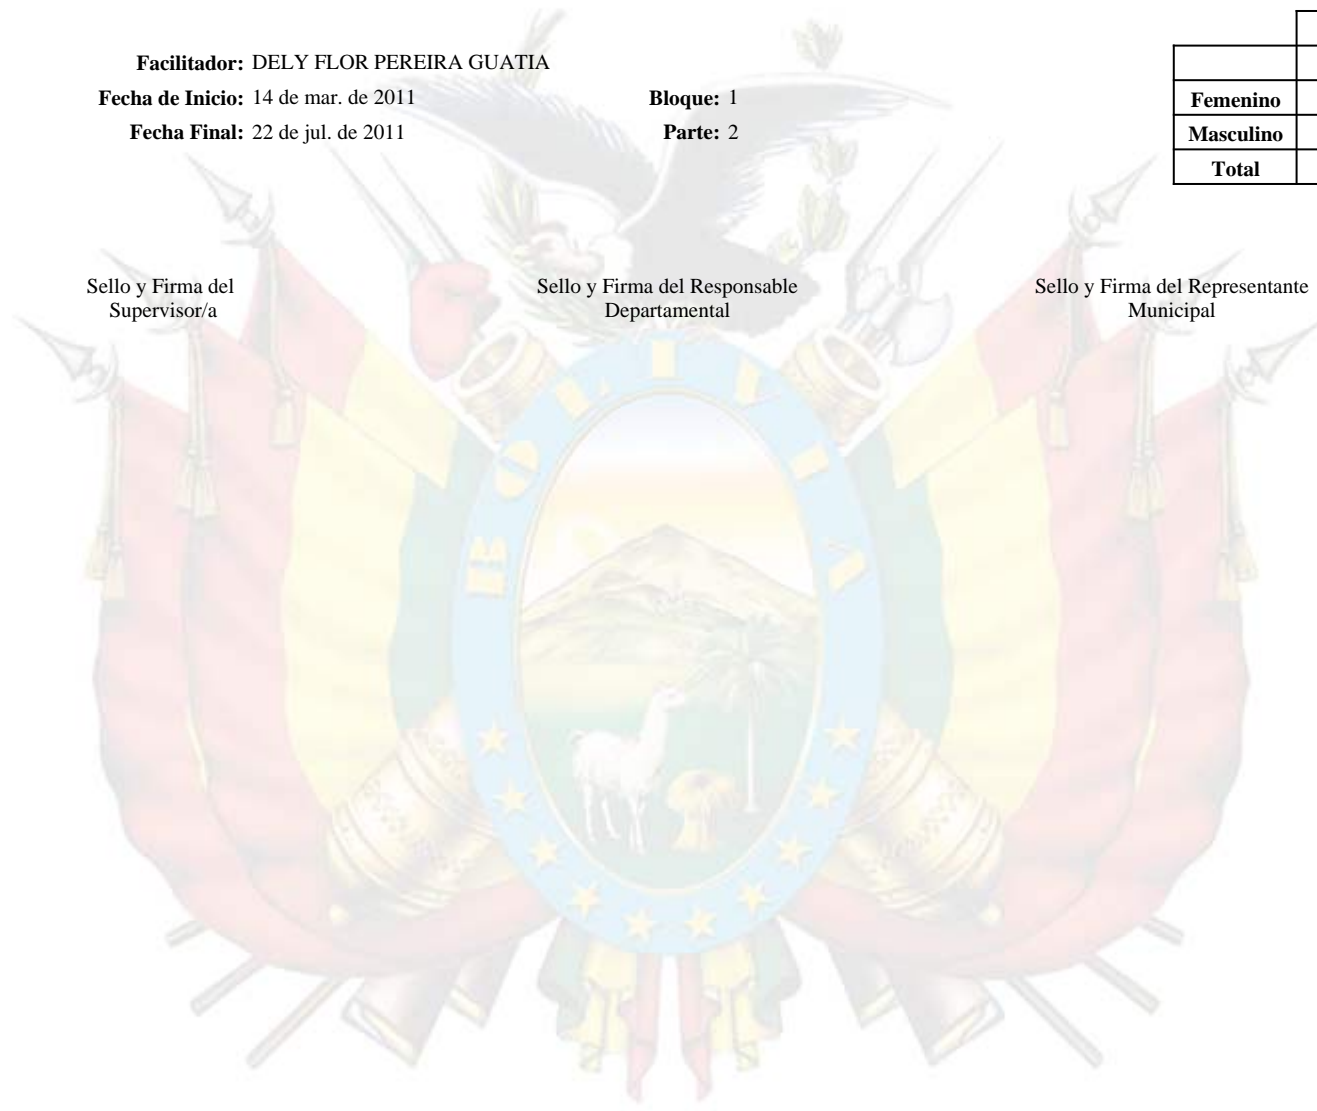 Facilitador: DELY FLOR PEREIRA GUATIA
Fecha de Inicio: 14 de mar. de 2011 Bloque: 1
Fecha Final: 22 de jul. de 2011 Parte: 2
Femenino
Masculino
Total
Sello y Firma del
Supervisor/a
Sello y Firma del Responsable
Departamental
Sello y Firma del Representante
Municipal
BOLIVIA